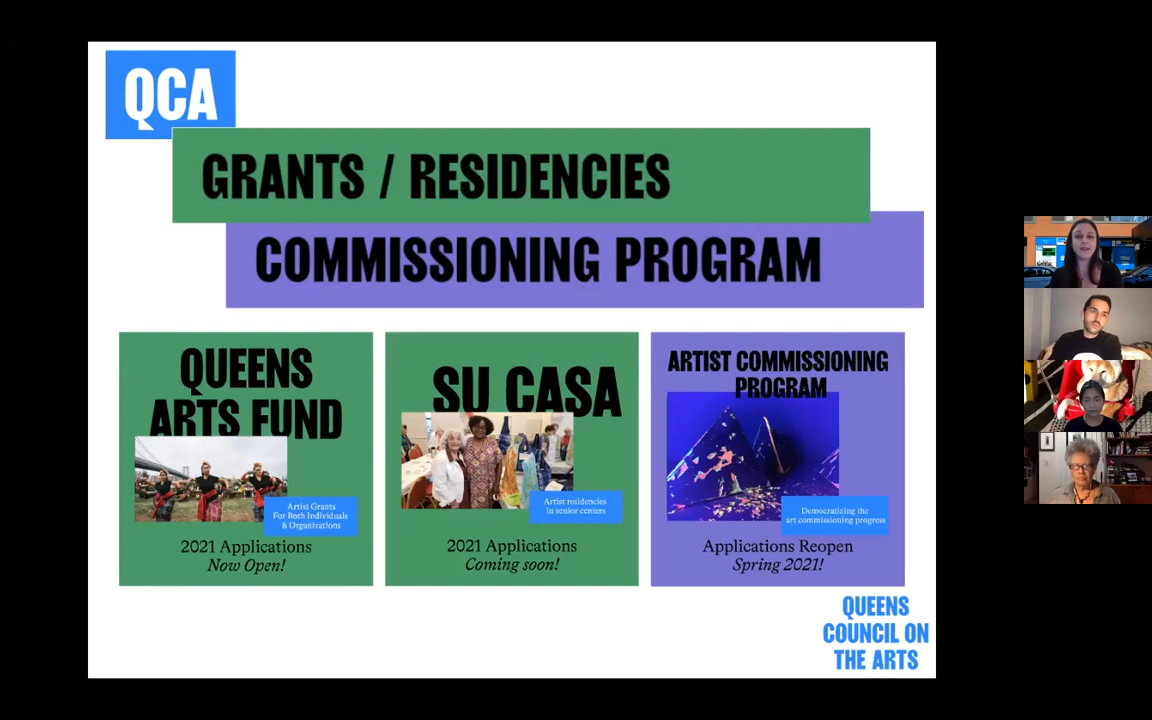 QCA
GRANTS / RESIDENCIES
COMMISSIONING PROGRAM
QUEENS
ARTS FUND
Artist Grants
For Both Individuals
& Organizations
2021 Applications
Now Open!
SU CASA
Artist residencies
in senior centers
2021 Applications
Coming soon!
ARTIST COMMISSIONING
PROGRAM
Democratizing the
art commissioning progress
Applications Reopen
Spring 2021!
QUEENS
COUNCIL ON
THE ARTS